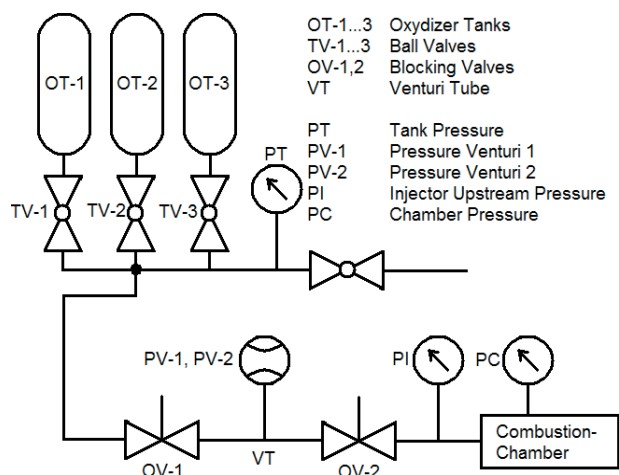 OT-1
OT-2
OT-3
OT-1...3 Oxydizer Tanks
TV-1...3 Ball Valves
OV-1,2 Blocking Valves
VT Venturi Tube
PT Tank Pressure
PV-1 Pressure Venturi 1
PV-2 Pressure Venturi 2
PI Injector Upstream Pressure
PC Chamber Pressure
PT
TV-1
TV-2
TV-3
PV-1, PV-2
PI
PC
Combustion-
Chamber
OV-1
VT
OV-2